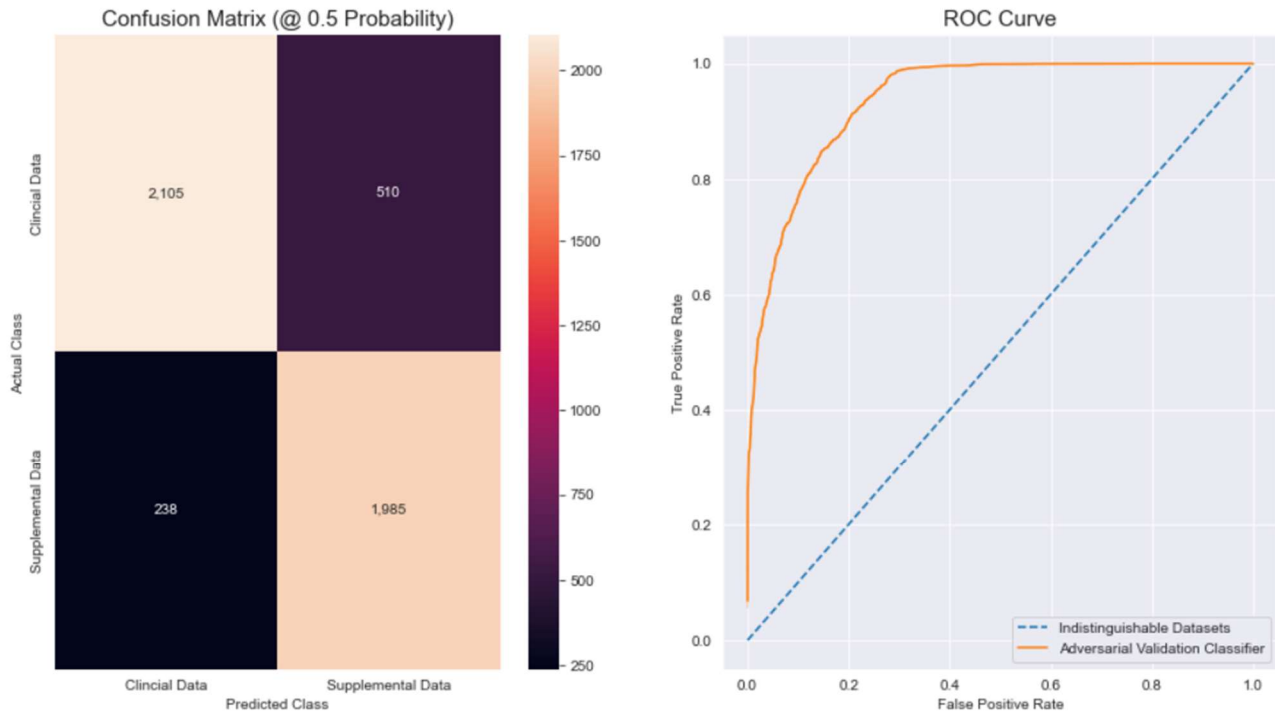 Confusion Matrix (@ 0.5 Probability)
Actual Class
Clincial Data
Supplemental Data
2,105
510
238
1,985
Clincial Data
Supplemental Data
Predicted Class
2000
1750
1500
1250
1000
750
500
250
ROC Curve
True Positive Rate
1.0
0.8
0.6
0.4
0.2
0.0
0.0
0.2
0.4
0.6
0.8
1.0
False Positive Rate
Indistinguishable Datasets
Adversarial Validation Classifier